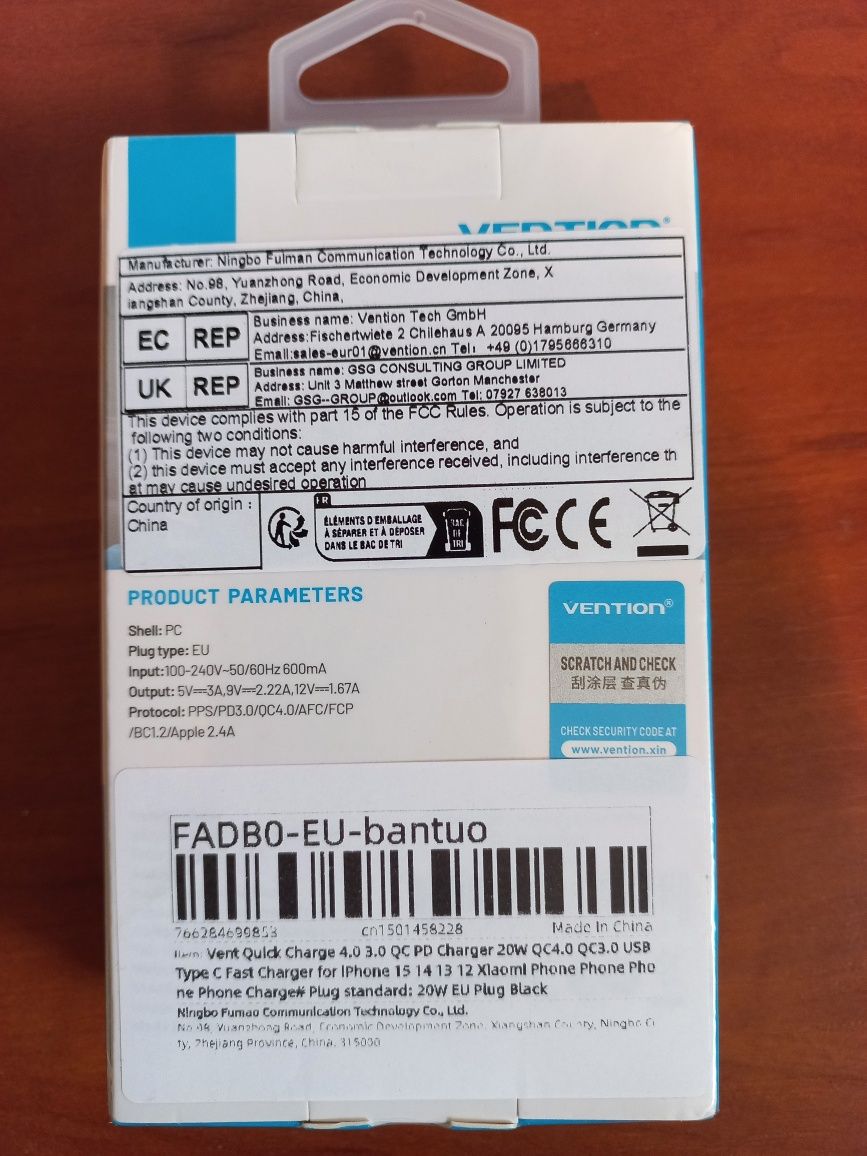 VENTION®
Manufacturer: Ningbo Fulman Communication Technology Co., Ltd.
Address: No.98, Yuanzhong Road, Economic Development Zone, X
iangshan County, Zhejiang, China,
EC REP
Business name: Vention Tech GmbH
Address:Fischertwiete 2 Chilehaus A 20095 Hamburg Germany
Email:sales-eur01@vention.cn Tel: +49 (0)1795666310
UK REP
Business name: GSG CONSULTING GROUP LIMITED
Address: Unit 3 Matthew street Gorton Manchester
Email: GSG--GROUP@outlook.com Tel: 07927 638013
This device complies with part 15 of the FCC Rules. Operation is subject to the
following two conditions:
(1) This device may not cause harmful interference, and
(2) this device must accept any interference received, including interference th
at may cause undesired operation
Country of origin :
China
FR
ÉLÉMENTS D'EMBALLAGE
À SÉPARER ET À DÉPOSER
DANS LE BAC DE TRI
BAC
DE
TRI
FC CE
PRODUCT PARAMETERS
Shell: PC
Plug type: EU
Input:100-240V~50/60Hz 600mA
Output: 5V⎓3A,9V⎓2.22A,12V⎓1.67A
Protocol: PPS/PD3.0/QC4.0/AFC/FCP
/BC1.2/Apple 2.4A
VENTION®
SCRATCH AND CHECK
刮涂层 查真伪
CHECK SECURITY CODE AT
www.vention.xin
FADB0-EU-bantuo
766284699853 cn1501458228 Made In China
Item: Vent Quick Charge 4.0 3.0 QC PD Charger 20W QC4.0 QC3.0 USB
Type C Fast Charger for iPhone 15 14 13 12 Xiaomi Phone Phone Pho
ne Phone Charge# Plug standard: 20W EU Plug Black
Ningbo Fumao Communication Technology Co., Ltd.
No.98, Yuanzhong Road, Economic Development Zone, Xiangshan County, Ningbo Ci
ty, Zhejiang Province, China. 315000